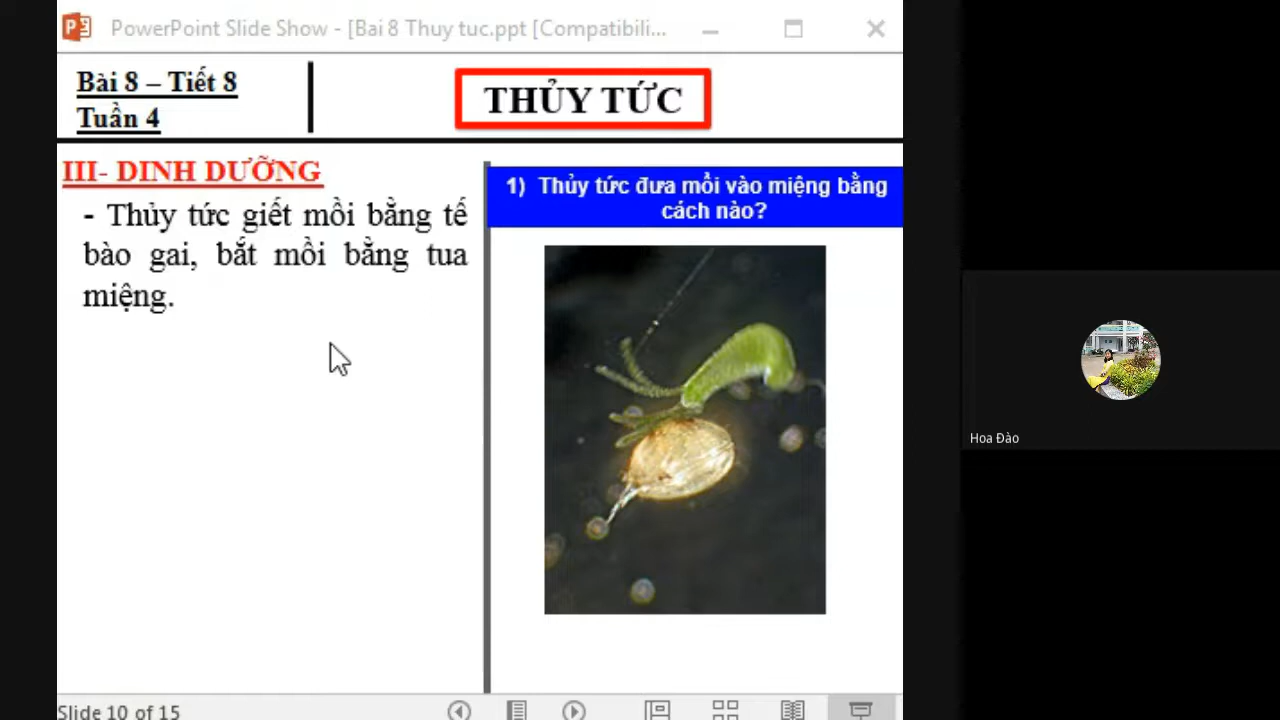 PowerPoint Slide Show - [Bai 8 Thuy tuc.ppt [Compatibili...
Bài 8 – Tiết 8
Tuần 4
THỦY TỨC
III- DINH DƯỠNG
- Thủy tức giết mồi bằng tế
bào gai, bắt mồi bằng tua
miệng.
1) Thủy tức đưa mồi vào miệng bằng
cách nào?
Hoa Đào
Slide 10 of 15